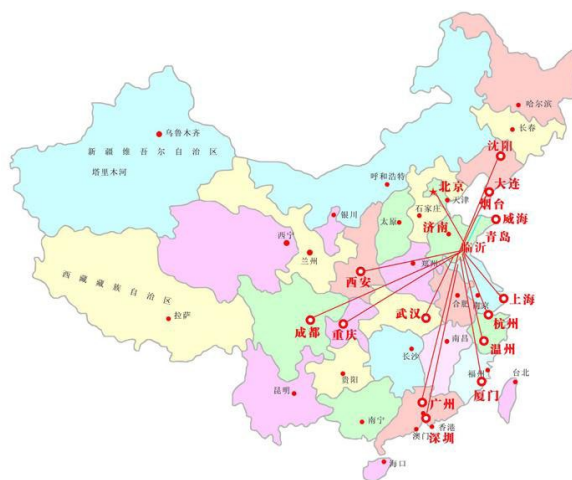 哈尔滨
长春
乌鲁木齐
沈阳
新疆维吾尔自治区
塔里木河
呼和浩特
北京
大连
天津
烟台
银川
石家庄
威海
太原
济南
青岛
西宁
临沂
兰州
郑州
西安
西藏藏族自治区
合肥
南京
上海
拉萨
成都
重庆
武汉
杭州
南昌
温州
长沙
贵阳
福州
台北
昆明
厦门
广州
南宁
香港
澳门
深圳
海口